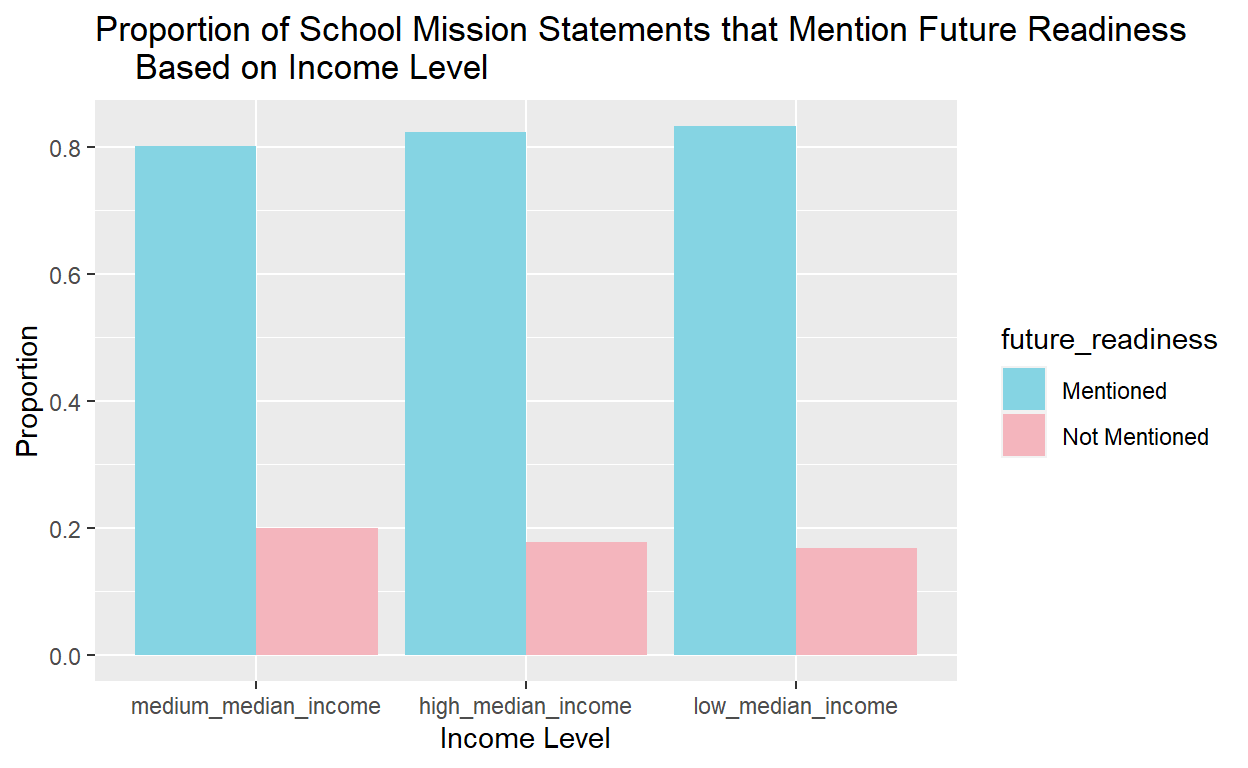 Proportion of School Mission Statements that Mention Future Readiness
Based on Income Level
0.8
0.6
0.4
0.2
0.0
Proportion
medium_median_income high_median_income low_median_income
Income Level
future_readiness
Mentioned
Not Mentioned